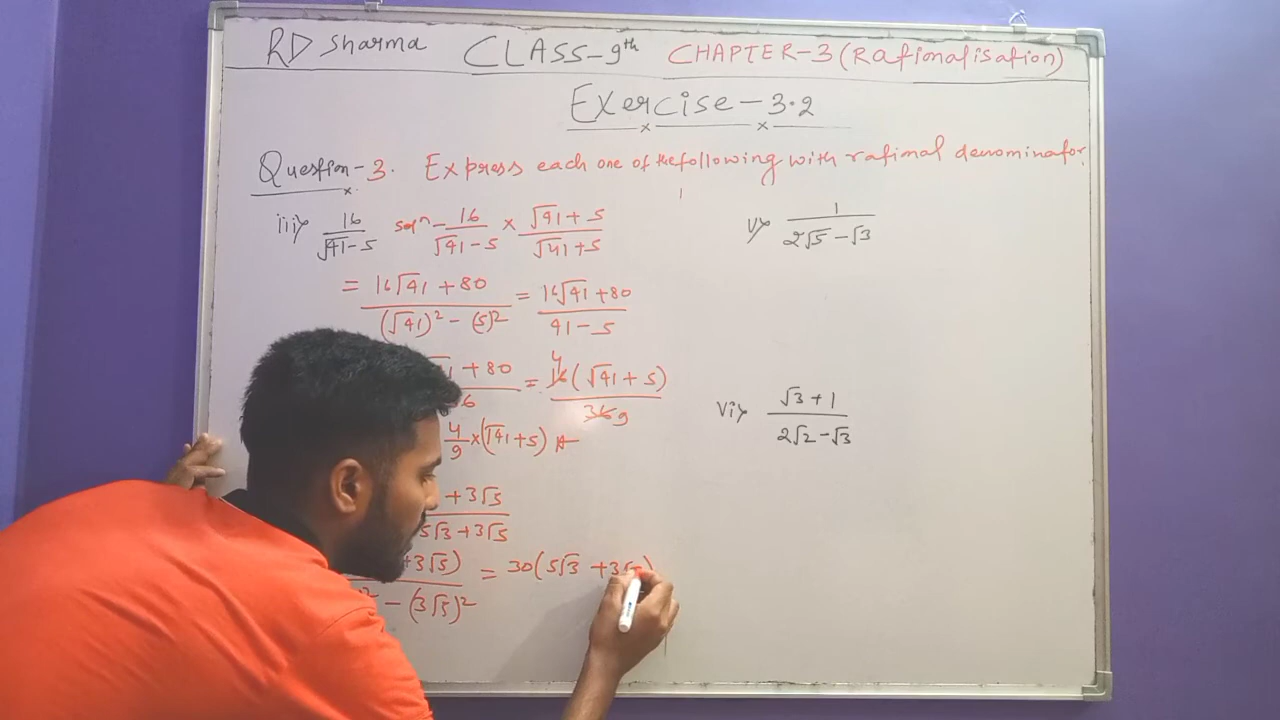 RD Sharma CLASS-9th CHAPTER-3 (Rationalisation)
Exercise-3.2
Question-3. Express each one of the following with rational denominator.
iii> 16/(√41-5) solⁿ- 16/(√41-5) × (√41+5)/(√41+5)
= (16√41+80)/((√41)²-(5)²) = (16√41+80)/(41-5)
+80 = 16(√41+5)/36
4
9
4/9×(√41+5) A
+3√5
5√3+3√5
+3√5) = 30(5√3+3
² - (3√5)²
v> 1/(2√5-√3)
vi> (√3+1)/(2√2-√3)